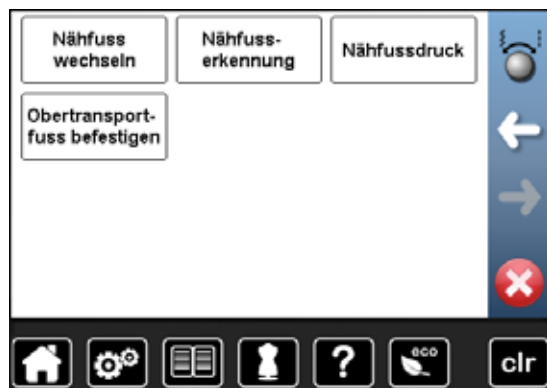 Nähfuss
wechseln
Nähfuss-
erkennung
Nähfussdruck
Obertransport-
fuss befestigen
?
eco
clr